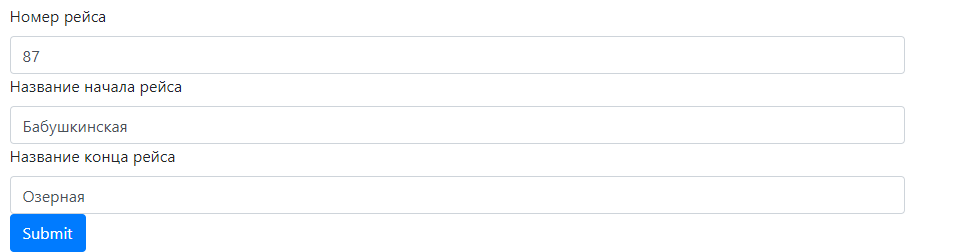 Номер рейса
87
Название начала рейса
Бабушкинская
Название конца рейса
Озерная
Submit